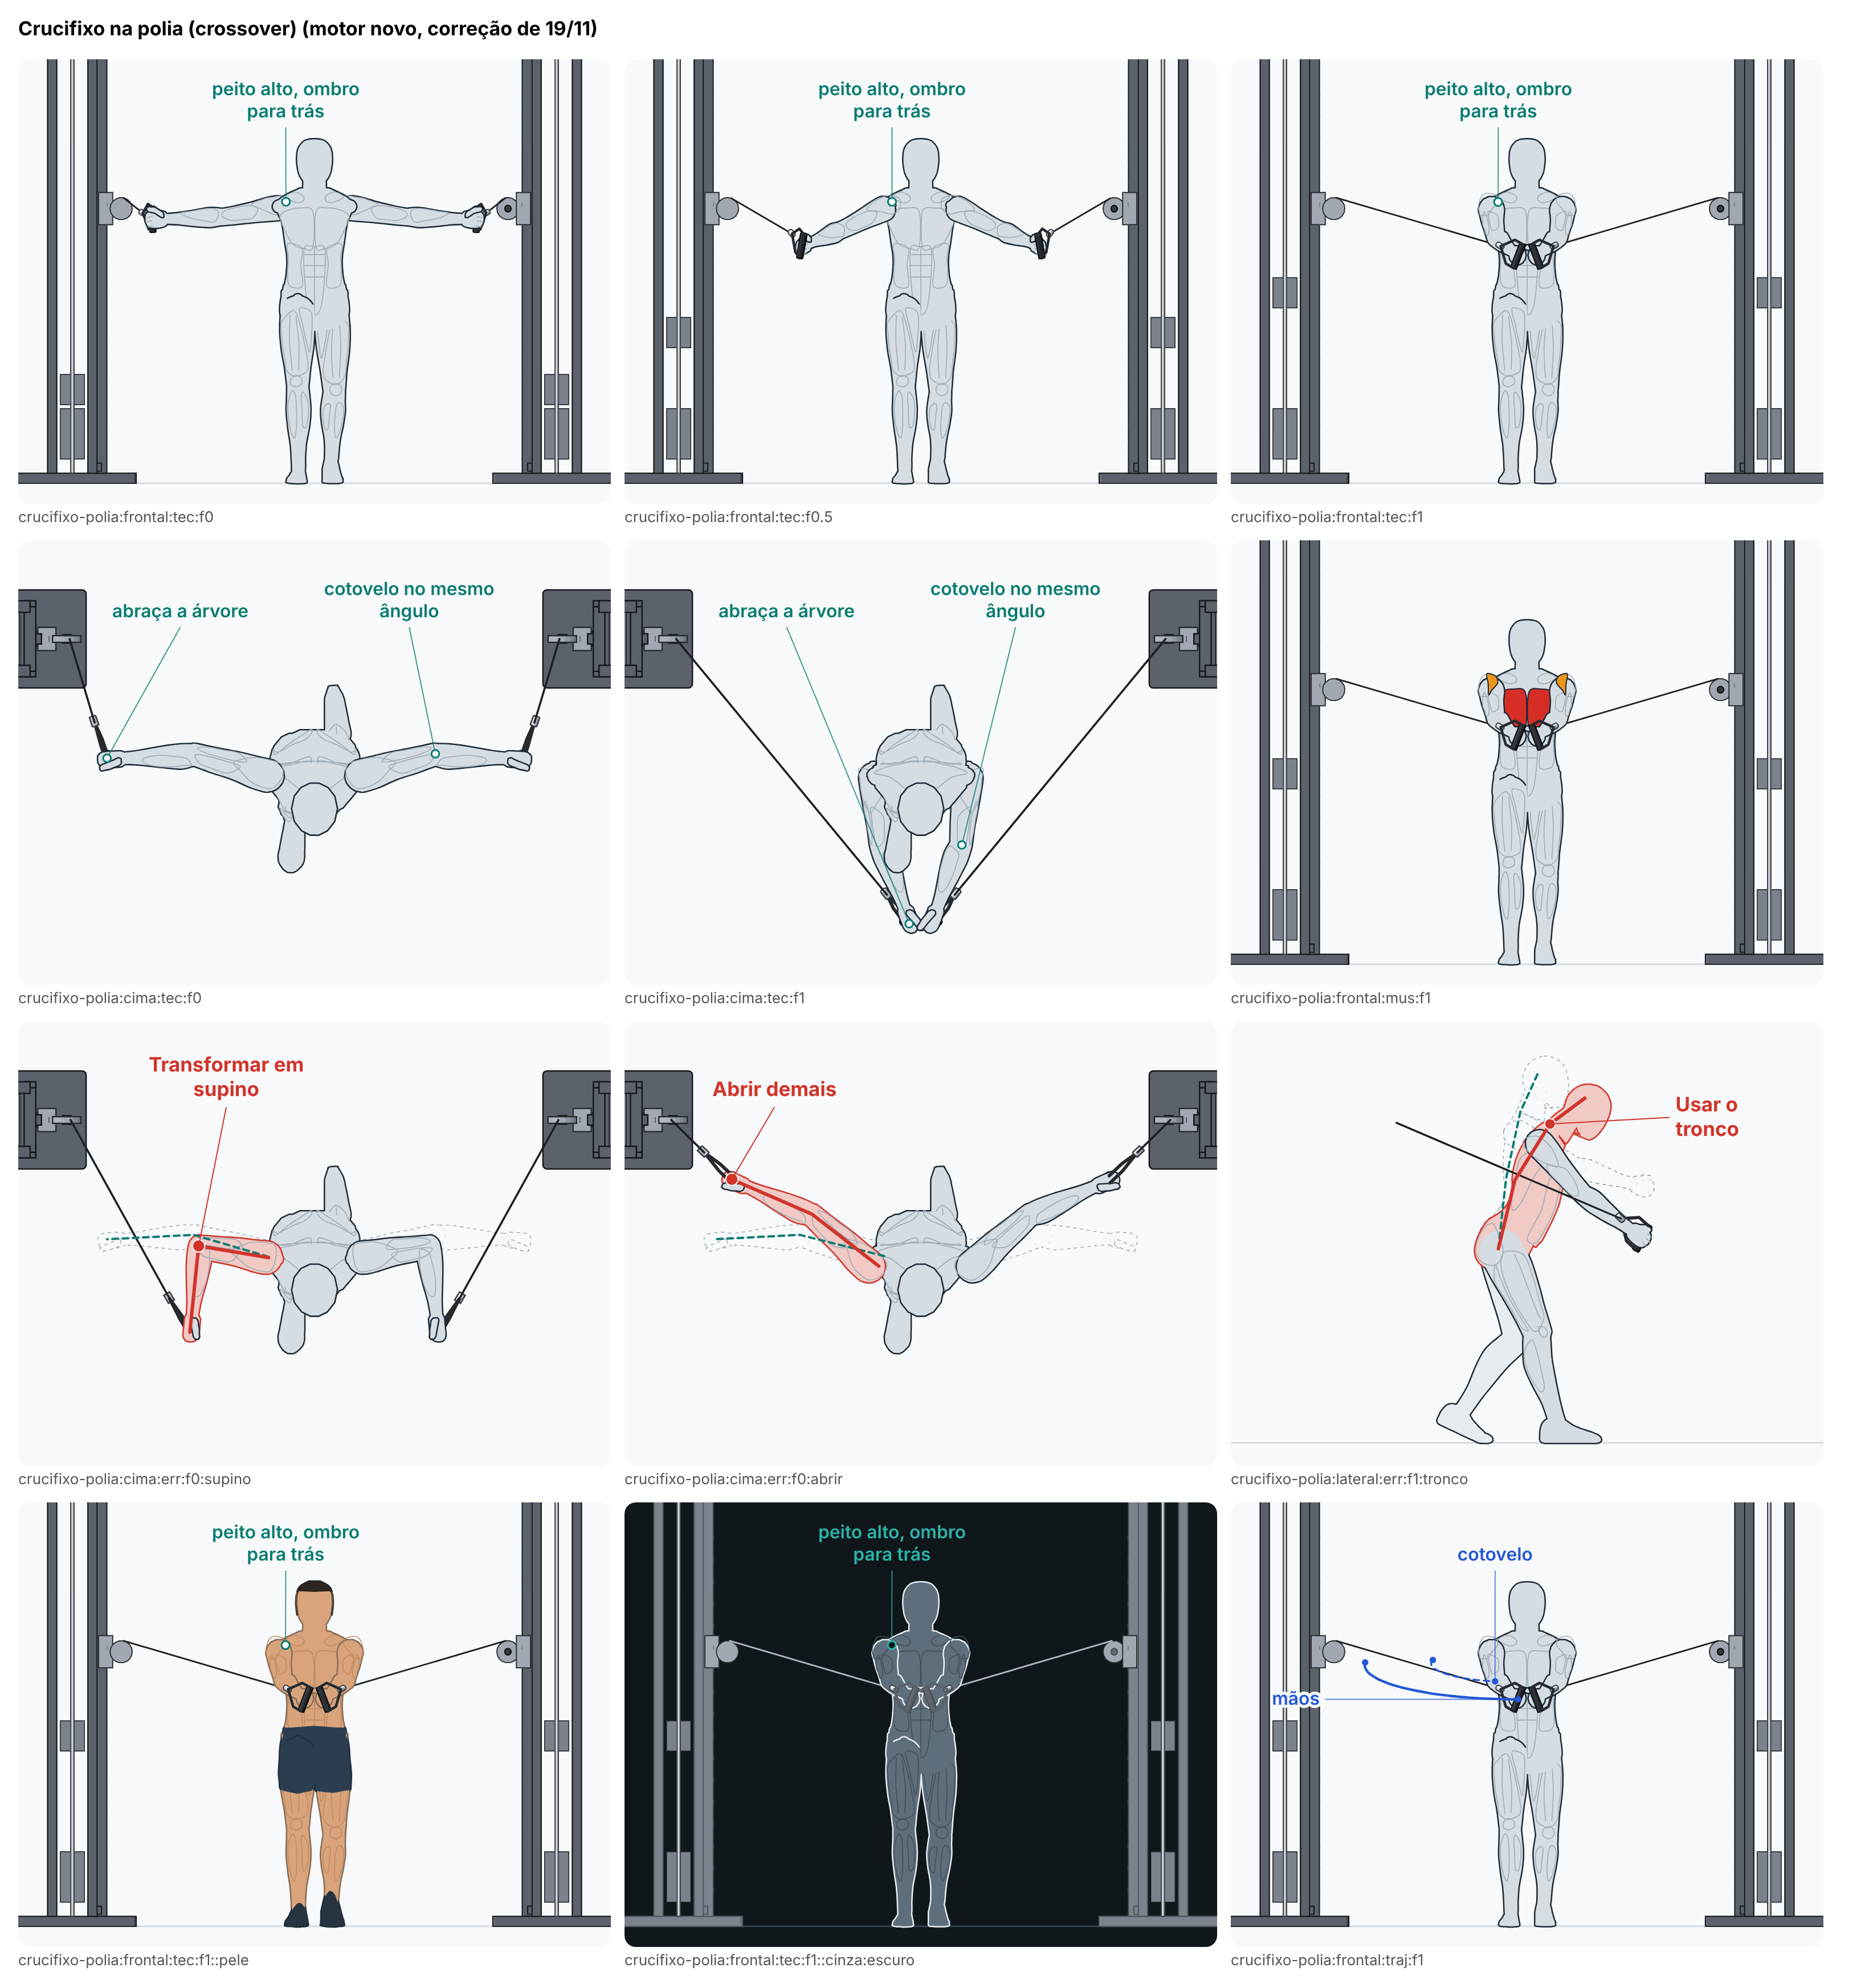 Crucifixo na polia (crossover) (motor novo, correção de 19/11)
peito alto, ombro
para trás
peito alto, ombro
para trás
peito alto, ombro
para trás
crucifixo-polia:frontal:tec:f0
crucifixo-polia:frontal:tec:f0.5
crucifixo-polia:frontal:tec:f1
abraça a árvore
cotovelo no mesmo
ângulo
abraça a árvore
cotovelo no mesmo
ângulo
crucifixo-polia:cima:tec:f0
crucifixo-polia:cima:tec:f1
crucifixo-polia:frontal:mus:f1
Transformar em
supino
Abrir demais
Usar o
tronco
crucifixo-polia:cima:err:f0:supino
crucifixo-polia:cima:err:f0:abrir
crucifixo-polia:lateral:err:f1:tronco
peito alto, ombro
para trás
peito alto, ombro
para trás
cotovelo
mãos
crucifixo-polia:frontal:tec:f1::pele
crucifixo-polia:frontal:tec:f1::cinza:escuro
crucifixo-polia:frontal:traj:f1